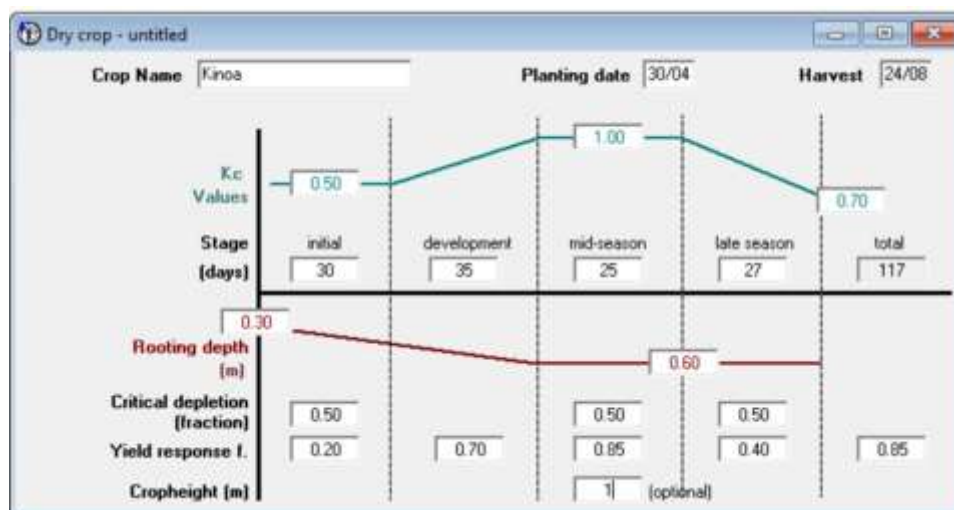 Dry crop - untitled
Crop Name Kinoa Planting date 30/04 Harvest 24/08
1.00
Kc
Values
0.50
0.70
Stage initial development mid-season late season total
(days) 30 35 25 27 117
0.30
Rooting depth
(m)
0.60
Critical depletion
(fraction)
0.50 0.50 0.50
Yield response f. 0.20 0.70 0.85 0.40 0.85
Cropheight (m) 1 (optional)